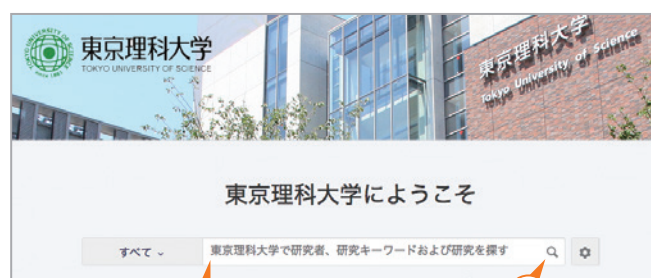 東京理科大学
TOKYO UNIVERSITY OF SCIENCE
since 1881
東京理科大学
Tokyo University of Science
東京理科大学にようこそ
すべて
東京理科大学で研究者、研究キーワードおよび研究を探す